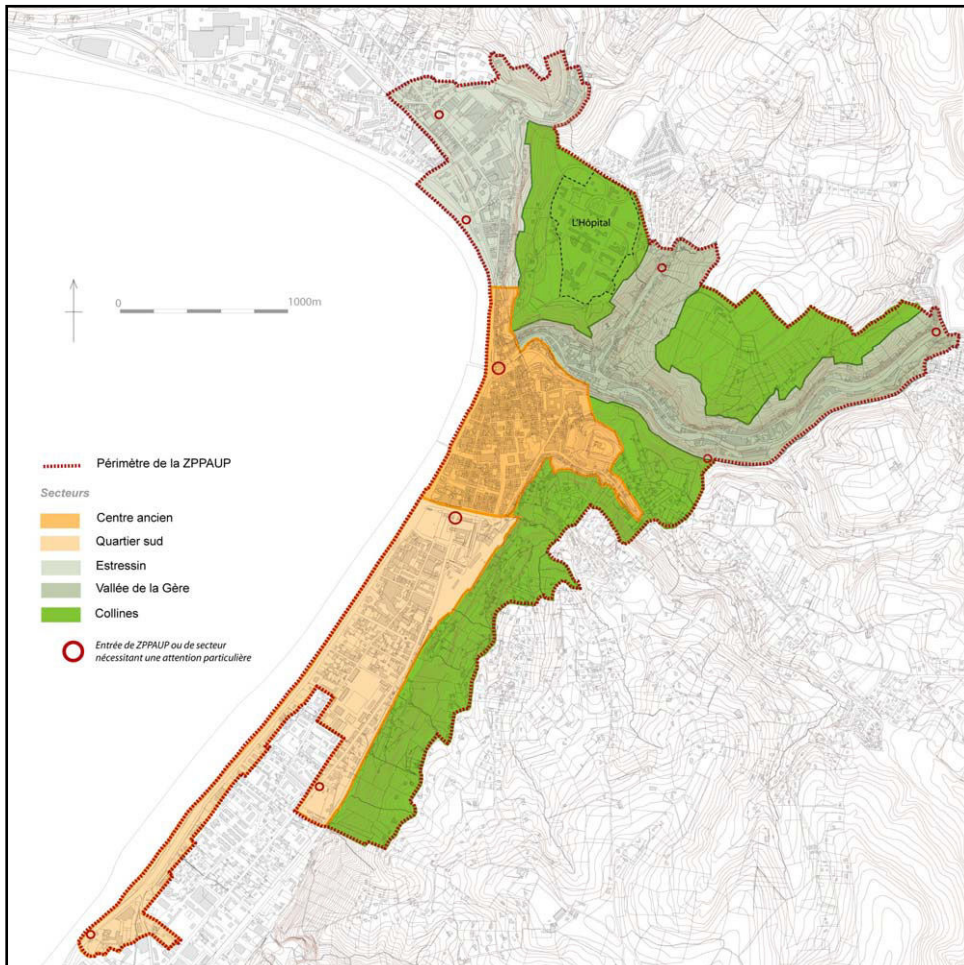 L'Hôpital
0
1000m
Périmètre de la ZPPAUP
Secteurs
Centre ancien
Quartier sud
Estressin
Vallée de la Gère
Collines
Entrée de ZPPAUP ou de secteur
nécessitant une attention particulière